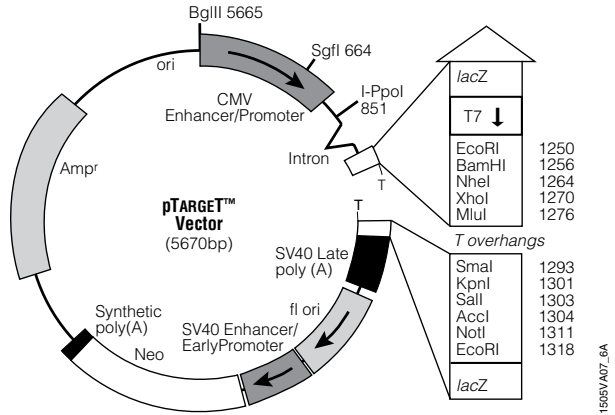 BglII 5665
SgfI 664
ori
I-PpoI
851
CMV
Enhancer/Promoter
Intron
T
Ampr
pTARGET™
Vector
(5670bp)
T
SV40 Late
poly (A)
Synthetic
poly(A)
fl ori
SV40 Enhancer/
EarlyPromoter
Neo
lacZ
T7
EcoRI 1250
BamHI 1256
NheI 1264
XhoI 1270
MluI 1276
T overhangs
SmaI 1293
KpnI 1301
SalI 1303
AccI 1304
NotI 1311
EcoRI 1318
lacZ
1505VA07_6A